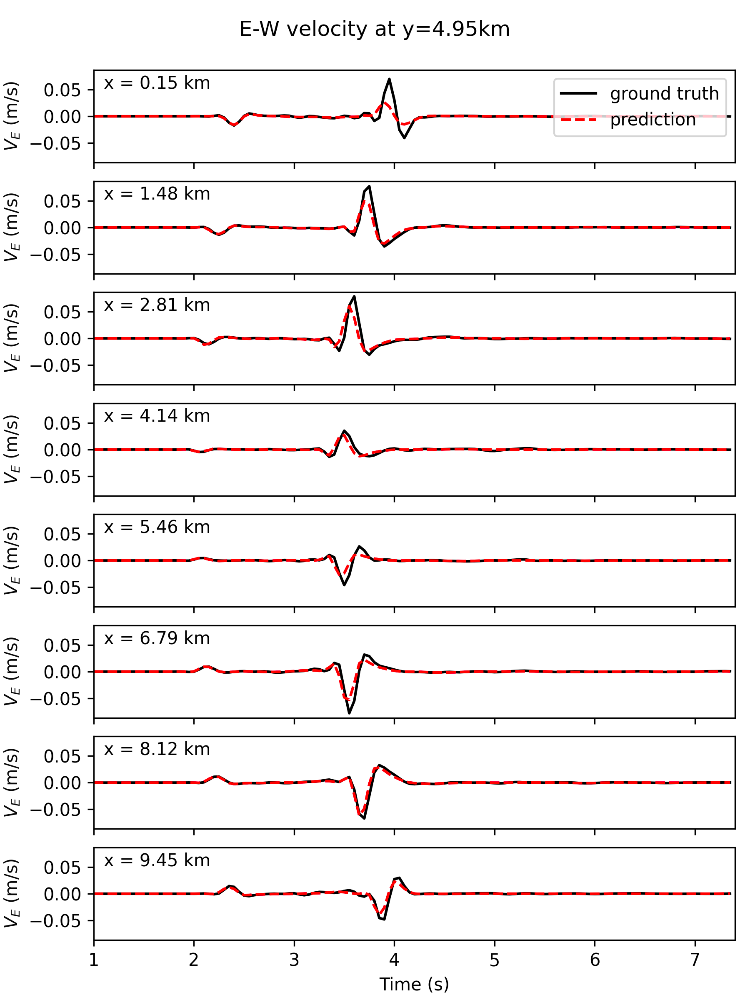 E-W velocity at y=4.95km
x = 0.15 km
ground truth
prediction
V_E (m/s)
0.05
0.00
−0.05
x = 1.48 km
V_E (m/s)
0.05
0.00
−0.05
x = 2.81 km
V_E (m/s)
0.05
0.00
−0.05
x = 4.14 km
V_E (m/s)
0.05
0.00
−0.05
x = 5.46 km
V_E (m/s)
0.05
0.00
−0.05
x = 6.79 km
V_E (m/s)
0.05
0.00
−0.05
x = 8.12 km
V_E (m/s)
0.05
0.00
−0.05
x = 9.45 km
V_E (m/s)
0.05
0.00
−0.05
1 2 3 4 5 6 7
Time (s)